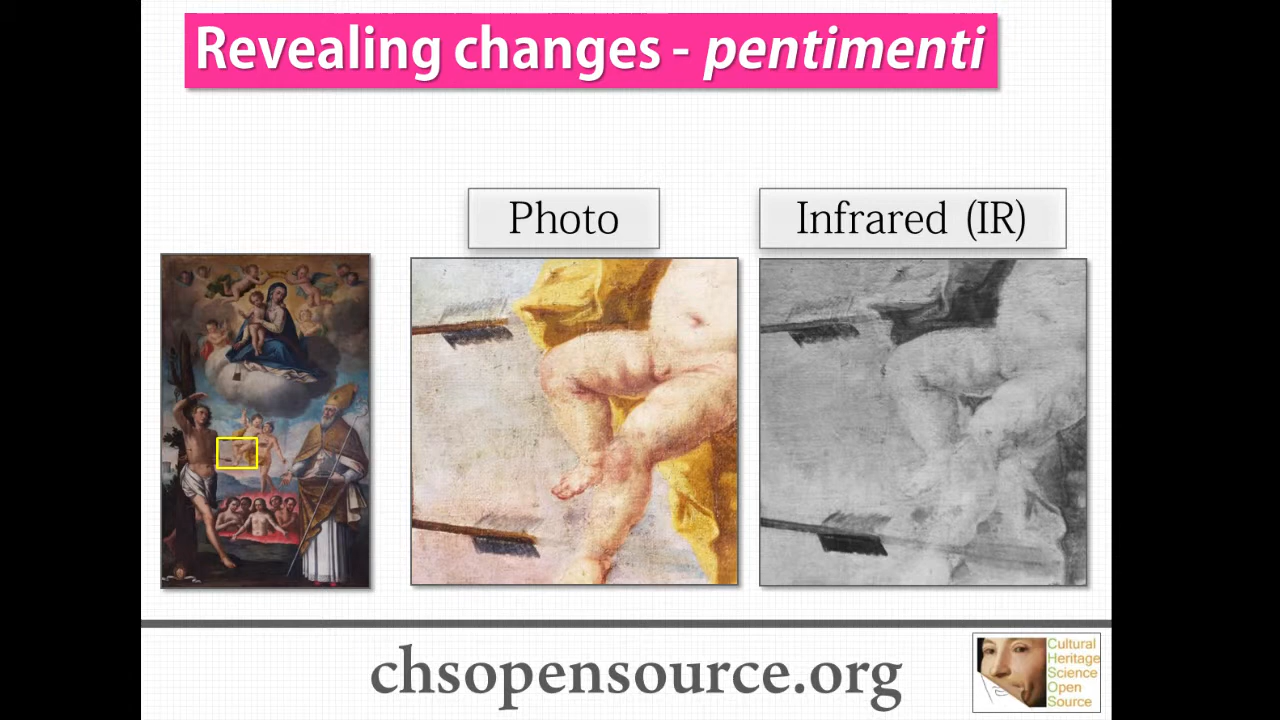 Revealing changes - pentimenti
Photo
Infrared (IR)
chsopensource.org
Cultural
Heritage
Science
Open
Source